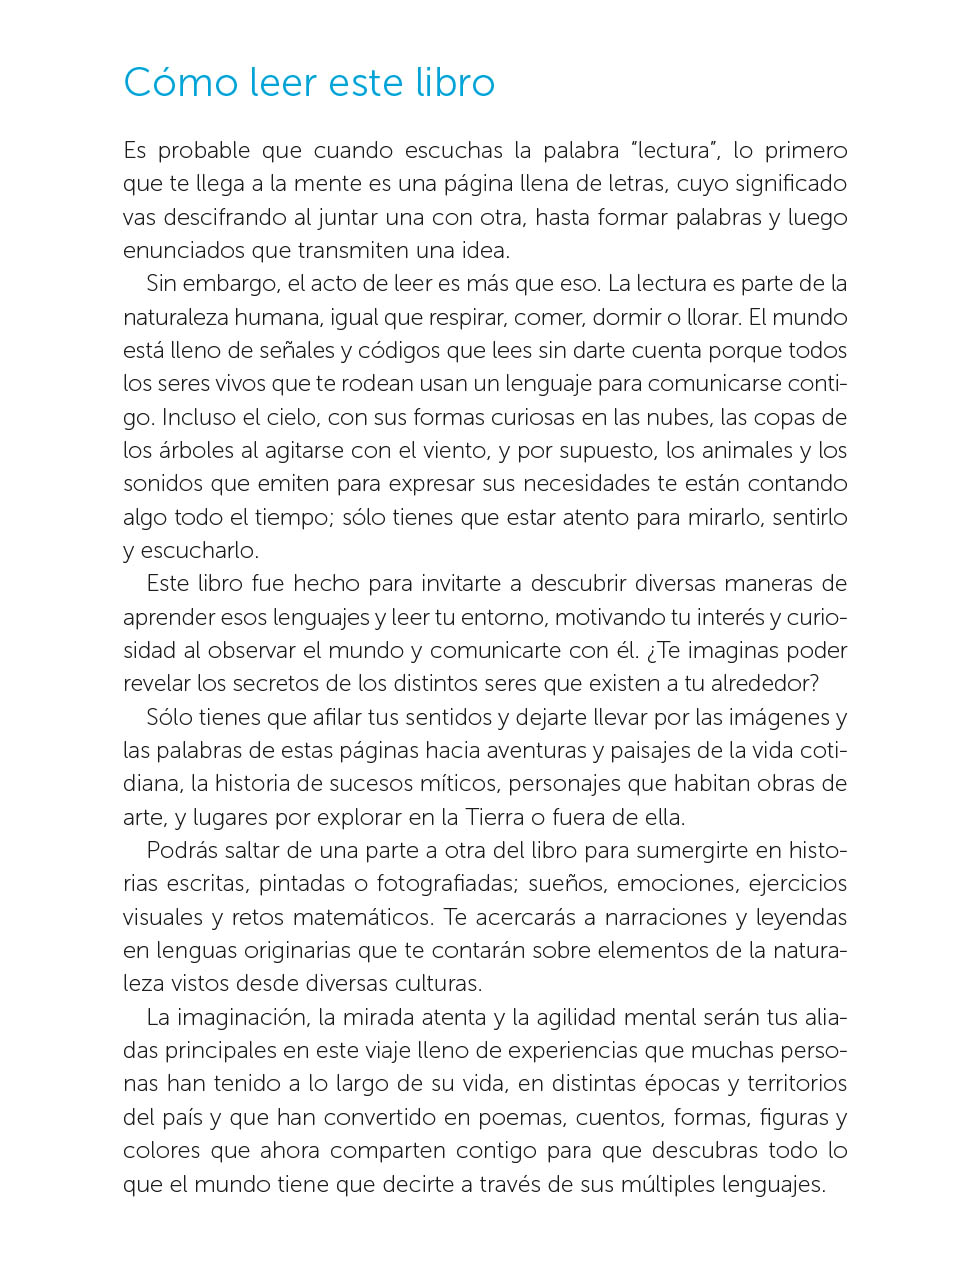 Cómo leer este libro
Es probable que cuando escuchas la palabra “lectura”, lo primero
que te llega a la mente es una página llena de letras, cuyo significado
vas descifrando al juntar una con otra, hasta formar palabras y luego
enunciados que transmiten una idea.
Sin embargo, el acto de leer es más que eso. La lectura es parte de la
naturaleza humana, igual que respirar, comer, dormir o llorar. El mundo
está lleno de señales y códigos que lees sin darte cuenta porque todos
los seres vivos que te rodean usan un lenguaje para comunicarse conti-
go. Incluso el cielo, con sus formas curiosas en las nubes, las copas de
los árboles al agitarse con el viento, y por supuesto, los animales y los
sonidos que emiten para expresar sus necesidades te están contando
algo todo el tiempo; sólo tienes que estar atento para mirarlo, sentirlo
y escucharlo.
Este libro fue hecho para invitarte a descubrir diversas maneras de
aprender esos lenguajes y leer tu entorno, motivando tu interés y curio-
sidad al observar el mundo y comunicarte con él. ¿Te imaginas poder
revelar los secretos de los distintos seres que existen a tu alrededor?
Sólo tienes que afilar tus sentidos y dejarte llevar por las imágenes y
las palabras de estas páginas hacia aventuras y paisajes de la vida coti-
diana, la historia de sucesos míticos, personajes que habitan obras de
arte, y lugares por explorar en la Tierra o fuera de ella.
Podrás saltar de una parte a otra del libro para sumergirte en histo-
rias escritas, pintadas o fotografiadas; sueños, emociones, ejercicios
visuales y retos matemáticos. Te acercarás a narraciones y leyendas
en lenguas originarias que te contarán sobre elementos de la natura-
leza vistos desde diversas culturas.
La imaginación, la mirada atenta y la agilidad mental serán tus alia-
das principales en este viaje lleno de experiencias que muchas perso-
nas han tenido a lo largo de su vida, en distintas épocas y territorios
del país y que han convertido en poemas, cuentos, formas, figuras y
colores que ahora comparten contigo para que descubras todo lo
que el mundo tiene que decirte a través de sus múltiples lenguajes.